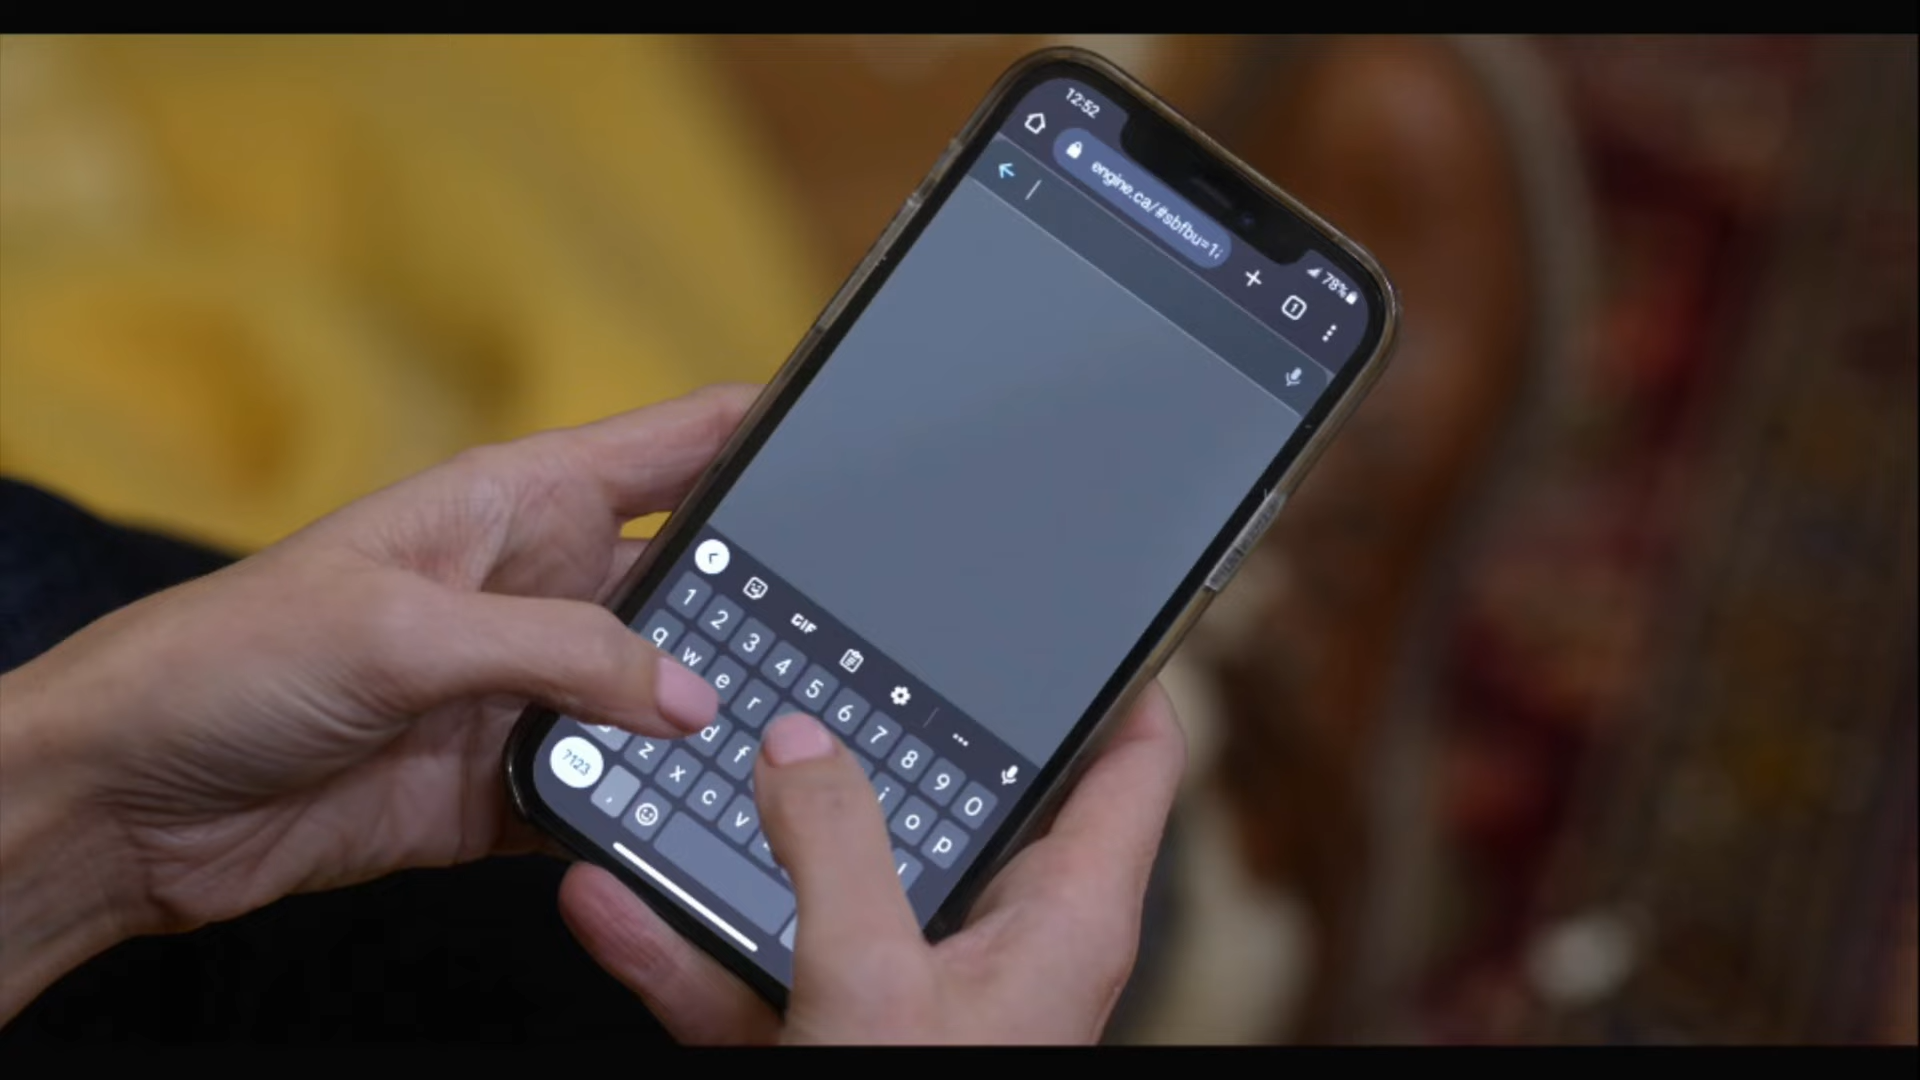 12:52
engine.ca/#sbfbu=1
78%
1
GIF
1 2 3 4 5 6 7 8 9 0
q w e r i o p
d f
z x c v
?123 ,